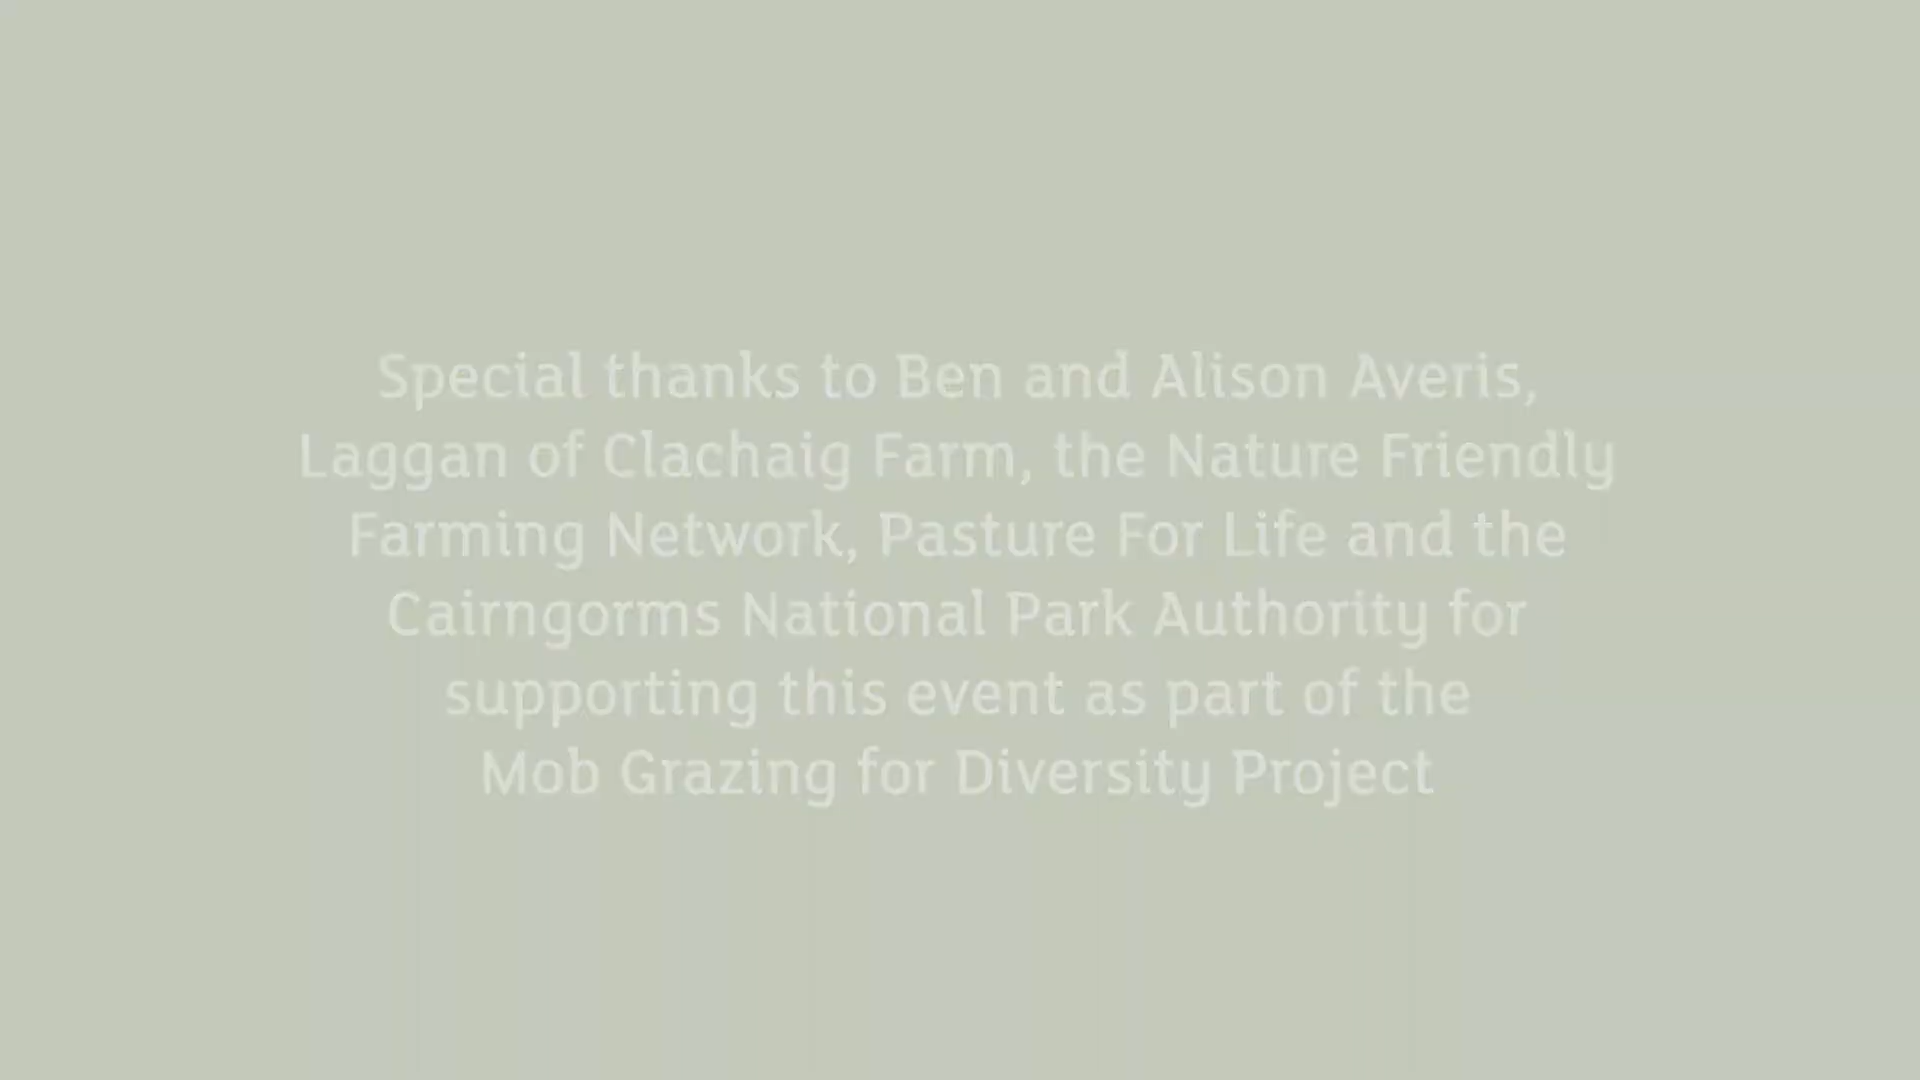 Special thanks to Ben and Alison Averis,
Laggan of Clachaig Farm, the Nature Friendly
Farming Network, Pasture For Life and the
Cairngorms National Park Authority for
supporting this event as part of the
Mob Grazing for Diversity Project